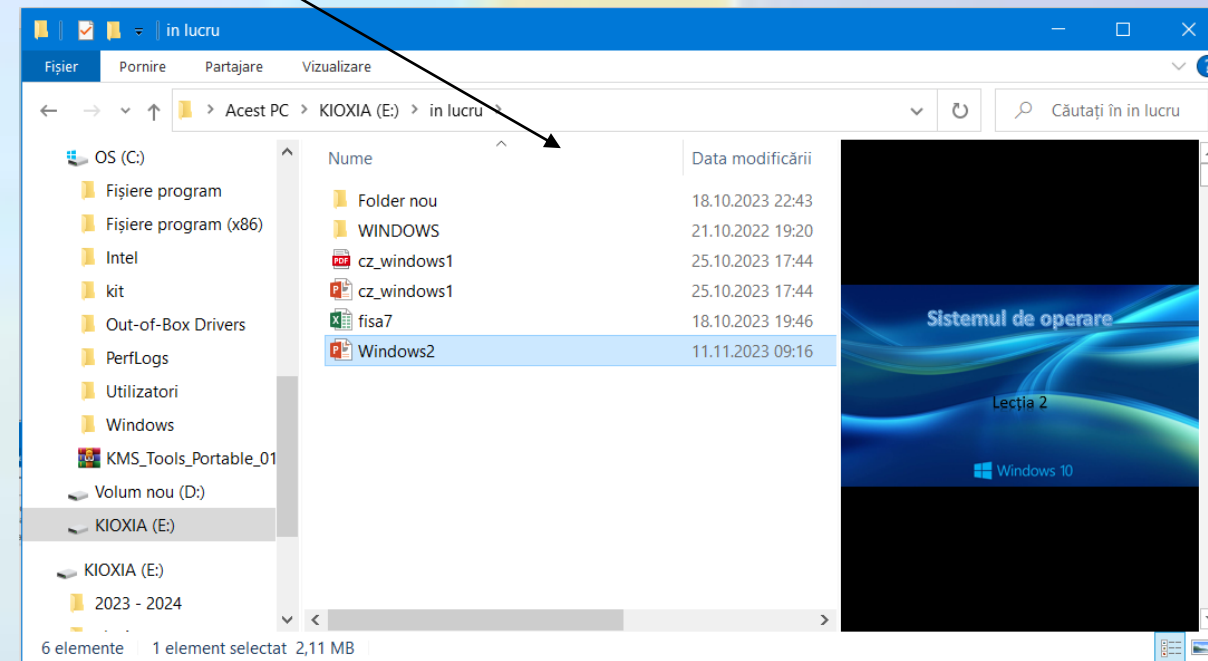 in lucru
Fișier Pornire Partajare Vizualizare
Acest PC > KIOXIA (E:) > in lucru >
Căutați în in lucru
OS (C:)
Fișiere program
Fișiere program (x86)
Intel
kit
Out-of-Box Drivers
PerfLogs
Utilizatori
Windows
KMS_Tools_Portable_01
Volum nou (D:)
KIOXIA (E:)
KIOXIA (E:)
2023 - 2024
Nume Data modificării
Folder nou 18.10.2023 22:43
WINDOWS 21.10.2022 19:20
PDF cz_windows1 25.10.2023 17:44
cz_windows1 25.10.2023 17:44
fisa7 18.10.2023 19:46
Windows2 11.11.2023 09:16
Sistemul de operare
Lecția 2
Windows 10
6 elemente 1 element selectat 2,11 MB